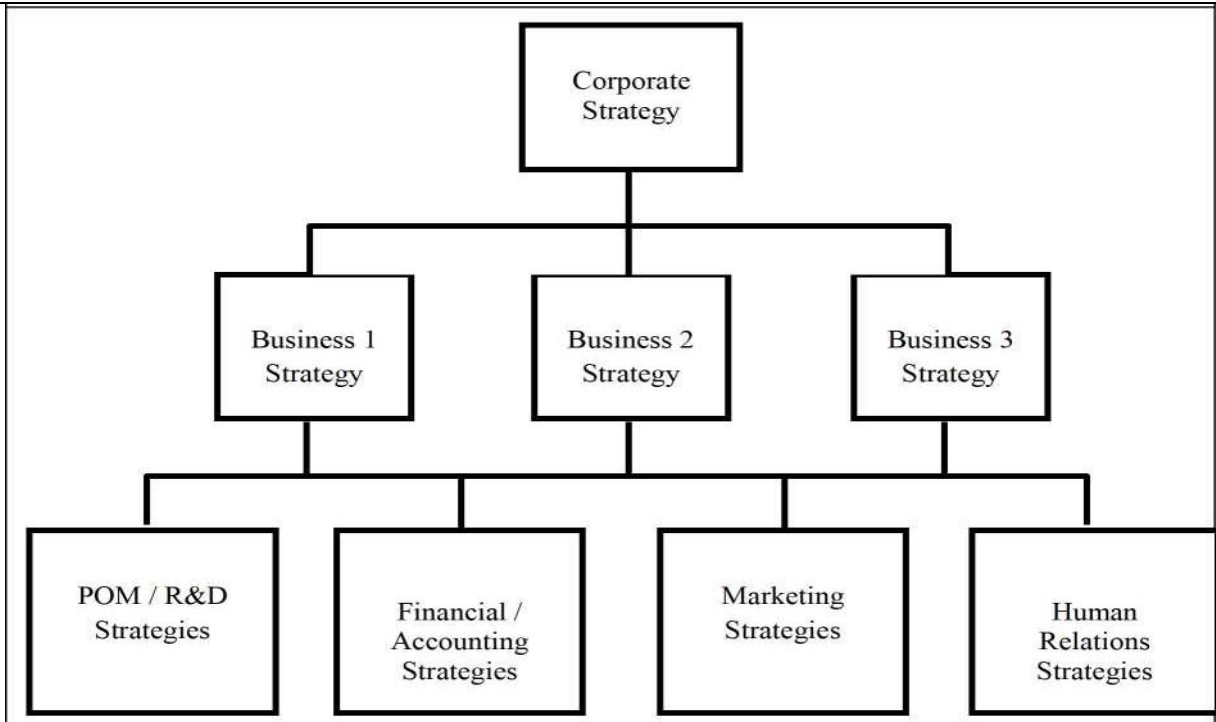 Corporate
Strategy
Business 1
Strategy
Business 2
Strategy
Business 3
Strategy
POM / R&D
Strategies
Financial /
Accounting
Strategies
Marketing
Strategies
Human
Relations
Strategies